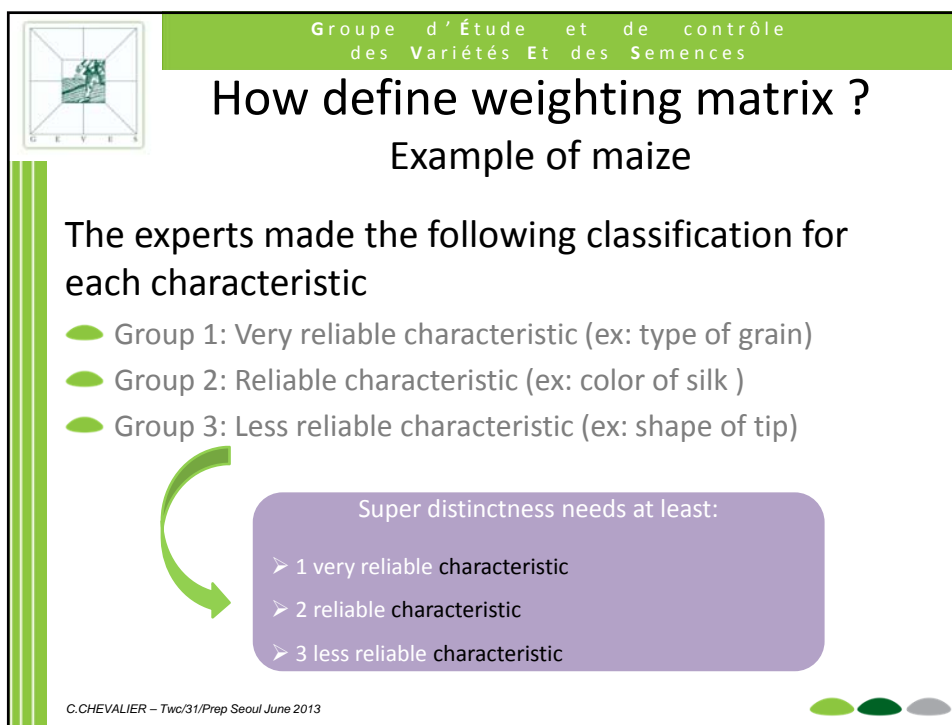 Groupe d'Étude et de contrôle
des Variétés Et des Semences
G E V E S
How define weighting matrix ?
Example of maize
The experts made the following classification for
each characteristic
Group 1: Very reliable characteristic (ex: type of grain)
Group 2: Reliable characteristic (ex: color of silk )
Group 3: Less reliable characteristic (ex: shape of tip)
Super distinctness needs at least:
➢ 1 very reliable characteristic
➢ 2 reliable characteristic
➢ 3 less reliable characteristic
C.CHEVALIER – Twc/31/Prep Seoul June 2013